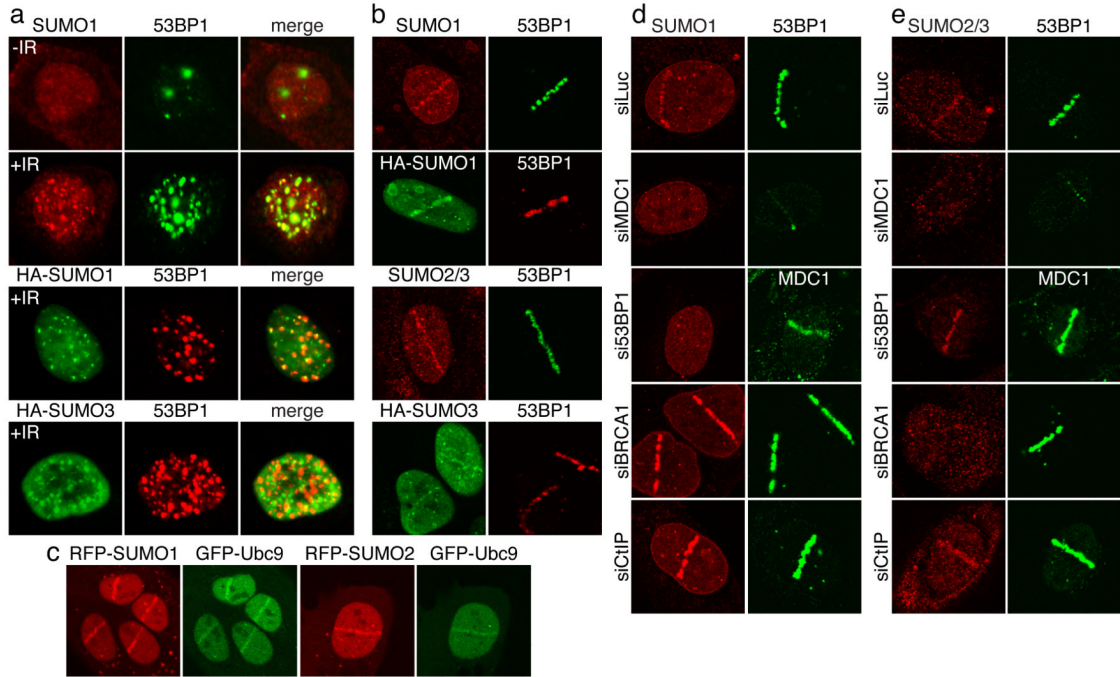 a
SUMO1 53BP1 merge
-IR
+IR
HA-SUMO1 53BP1 merge
+IR
HA-SUMO3 53BP1 merge
+IR
b
SUMO1 53BP1
HA-SUMO1 53BP1
SUMO2/3 53BP1
HA-SUMO3 53BP1
c
RFP-SUMO1 GFP-Ubc9 RFP-SUMO2 GFP-Ubc9
d
SUMO1 53BP1
siLuc
siMDC1
si53BP1 MDC1
siBRCA1
siCtIP
e
SUMO2/3 53BP1
siLuc
siMDC1
si53BP1 MDC1
siBRCA1
siCtIP